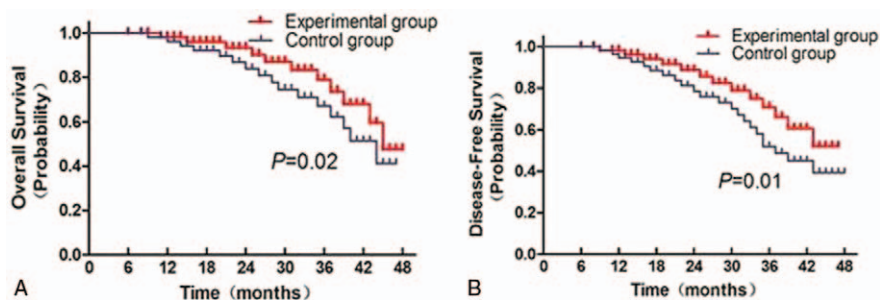 Experimental group
Control group
Overall Survival
(Probability)
1.0
0.8
0.6
0.4
0.2
0.0
P=0.02
0 6 12 18 24 30 36 42 48
Time (months)
A
Experimental group
Control group
Disease-Free Survival
(Probability)
1.0
0.8
0.6
0.4
0.2
0.0
P=0.01
0 6 12 18 24 30 36 42 48
Time (months)
B